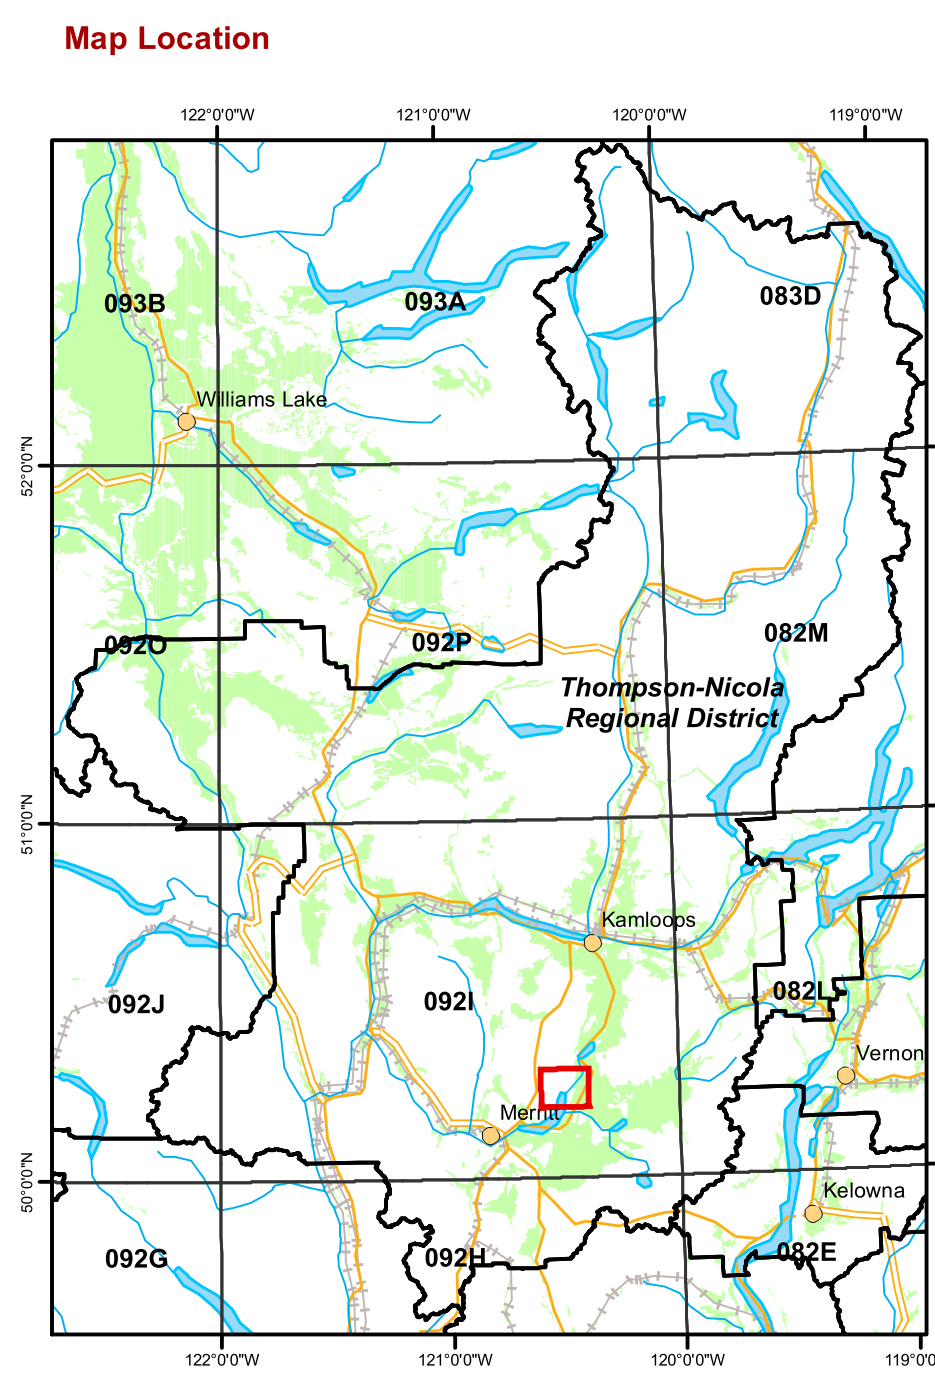 Map Location
122°0'0"W
121°0'0"W
120°0'0"W
119°0'0"W
093B
093A
083D
Williams Lake
52°0'0"N
092O
092P
082M
Thompson-Nicola
Regional District
51°0'0"N
Kamloops
092J
092I
082L
Vernon
Merritt
50°0'0"N
Kelowna
092G
092H
082E
122°0'0"W
121°0'0"W
120°0'0"W
119°0'0